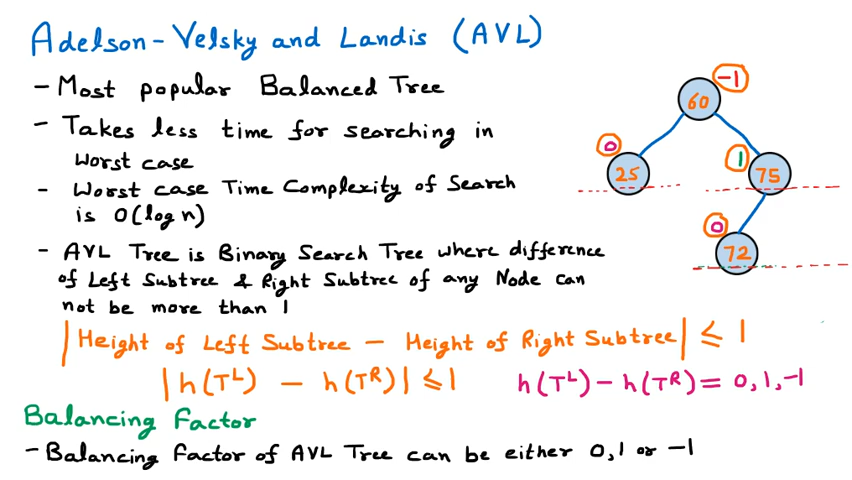 Adelson-Velsky and Landis (AVL)
- Most popular Balanced Tree
- Takes less time for searching in
worst case
- Worst case Time Complexity of Search
is O(log n)
- AVL Tree is Binary Search Tree where difference
of Left Subtree & Right Subtree of any Node can
not be more than 1
|Height of Left Subtree - Height of Right Subtree| ≤ 1
|h(Tᴸ) - h(Tᴿ)| ≤ 1
h(Tᴸ) - h(Tᴿ) = 0, 1, -1
Balancing Factor
- Balancing Factor of AVL Tree can be either 0, 1 or -1
-1
60
0
25
1
75
0
72